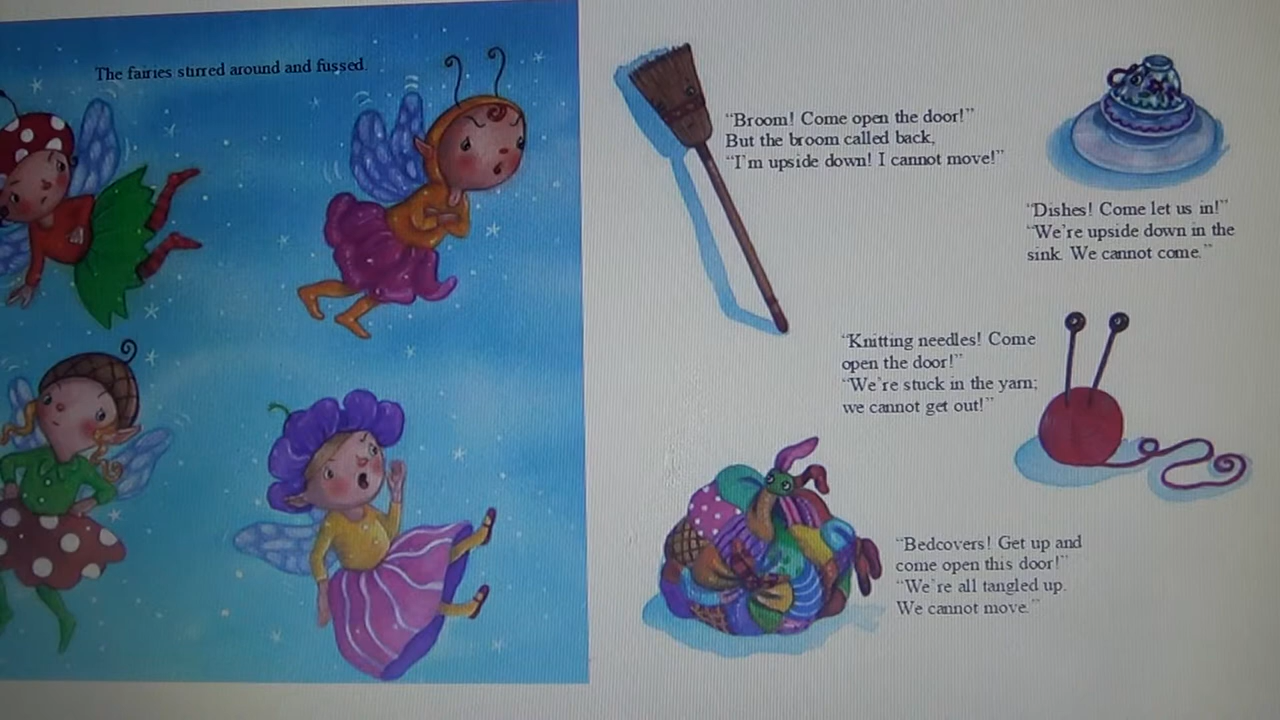 The fairies stirred around and fussed.
“Broom! Come open the door!”
But the broom called back,
“I’m upside down! I cannot move!”
“Dishes! Come let us in!”
“We’re upside down in the
sink. We cannot come.”
“Knitting needles! Come
open the door!”
“We’re stuck in the yarn;
we cannot get out!”
“Bedcovers! Get up and
come open this door!”
“We’re all tangled up.
We cannot move.”